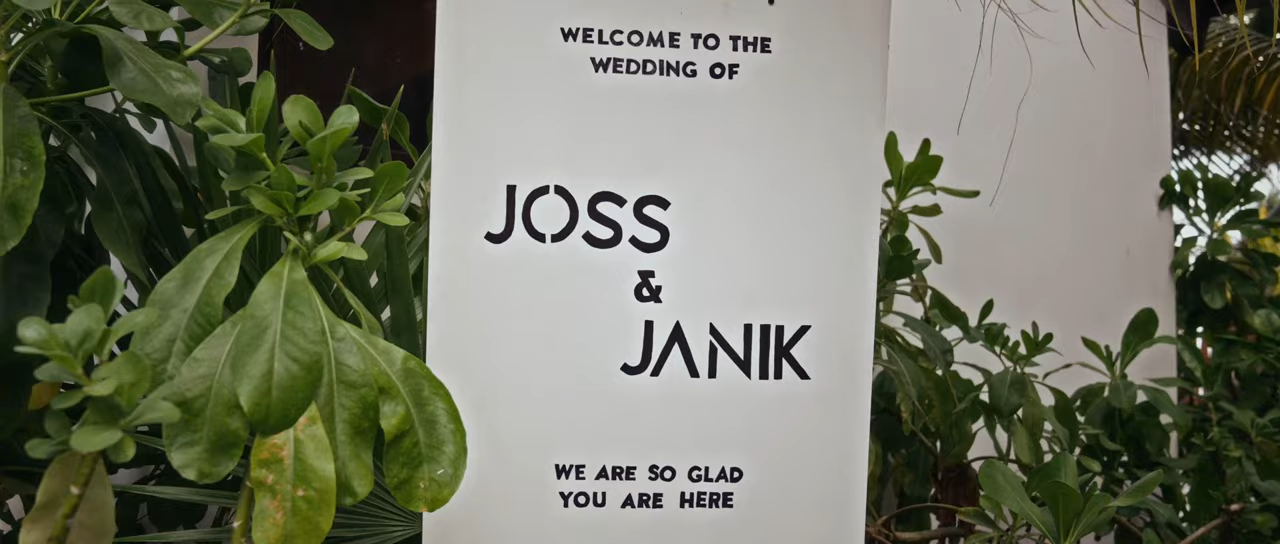 WELCOME TO THE
WEDDING OF
JOSS
&
JANIK
WE ARE SO GLAD
YOU ARE HERE